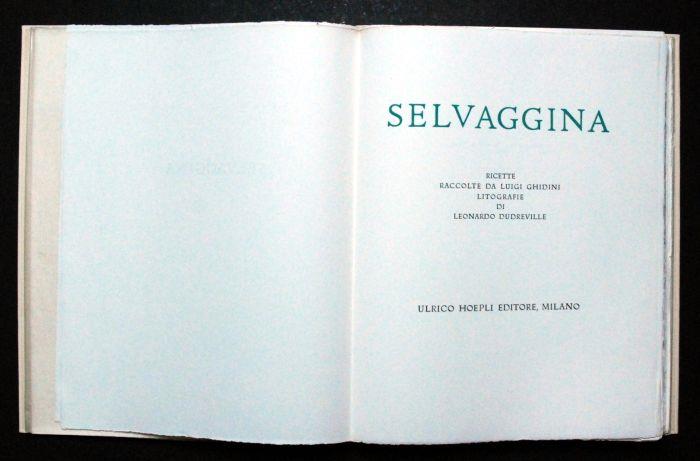 SELVAGGINA
RICETTE
RACCOLTE DA LUIGI GHIDINI
LITOGRAFIE
DI
LEONARDO DUDREVILLE
ULRICO HOEPLI EDITORE, MILANO